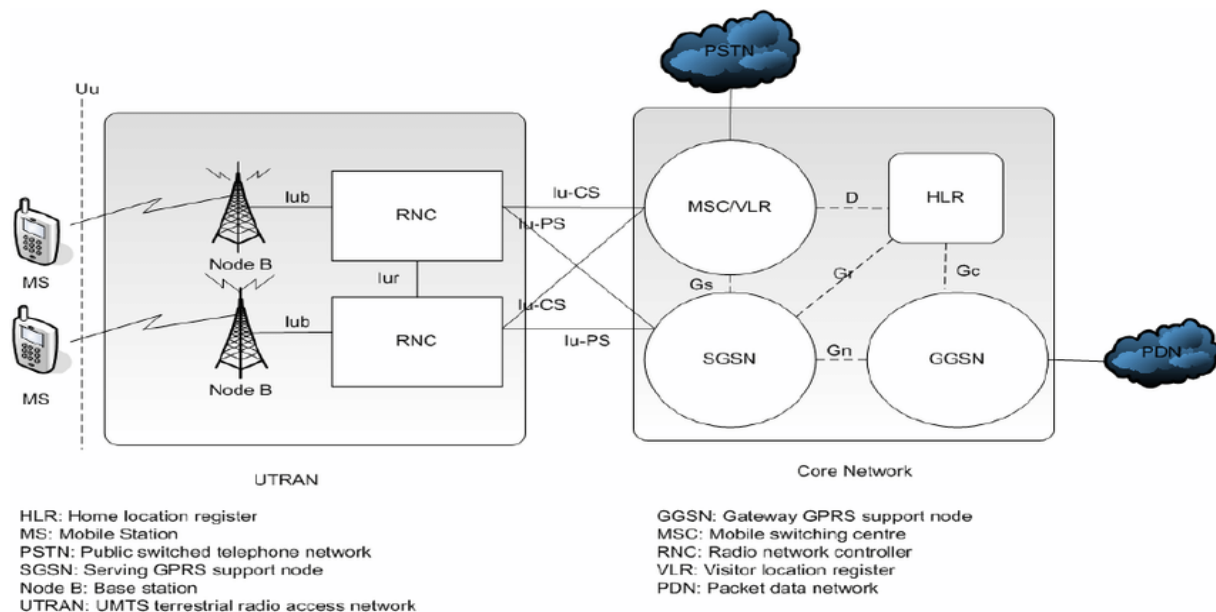 PSTN
Uu
Iub
RNC
Iu-CS
Iu-PS
MSC/VLR
D
HLR
MS
Node B
Iur
Gs
Gr
Gc
Iu-CS
Iub
RNC
Iu-PS
SGSN
Gn
GGSN
PDN
MS
Node B
UTRAN
Core Network
HLR: Home location register
MS: Mobile Station
PSTN: Public switched telephone network
SGSN: Serving GPRS support node
Node B: Base station
UTRAN: UMTS terrestrial radio access network
GGSN: Gateway GPRS support node
MSC: Mobile switching centre
RNC: Radio network controller
VLR: Visitor location register
PDN: Packet data network